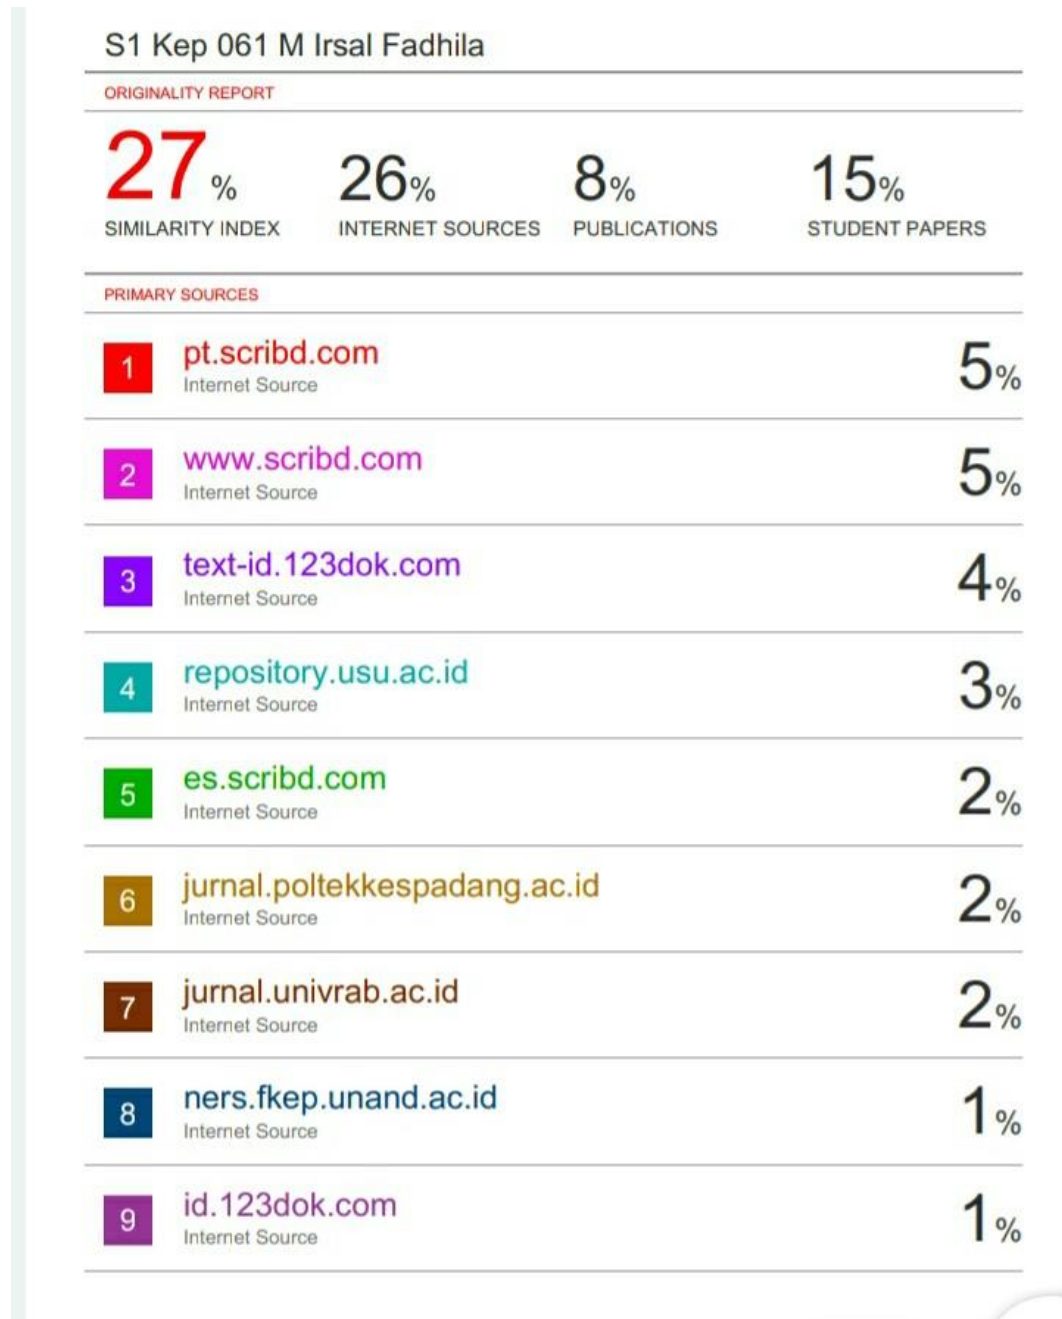 S1 Kep 061 M Irsal Fadhila
ORIGINALITY REPORT
27% 26% 8% 15%
SIMILARITY INDEX INTERNET SOURCES PUBLICATIONS STUDENT PAPERS
PRIMARY SOURCES
1 pt.scribd.com 5%
Internet Source
2 www.scribd.com 5%
Internet Source
3 text-id.123dok.com 4%
Internet Source
4 repository.usu.ac.id 3%
Internet Source
5 es.scribd.com 2%
Internet Source
6 jurnal.poltekkespadang.ac.id 2%
Internet Source
7 jurnal.univrab.ac.id 2%
Internet Source
8 ners.fkep.unand.ac.id 1%
Internet Source
9 id.123dok.com 1%
Internet Source